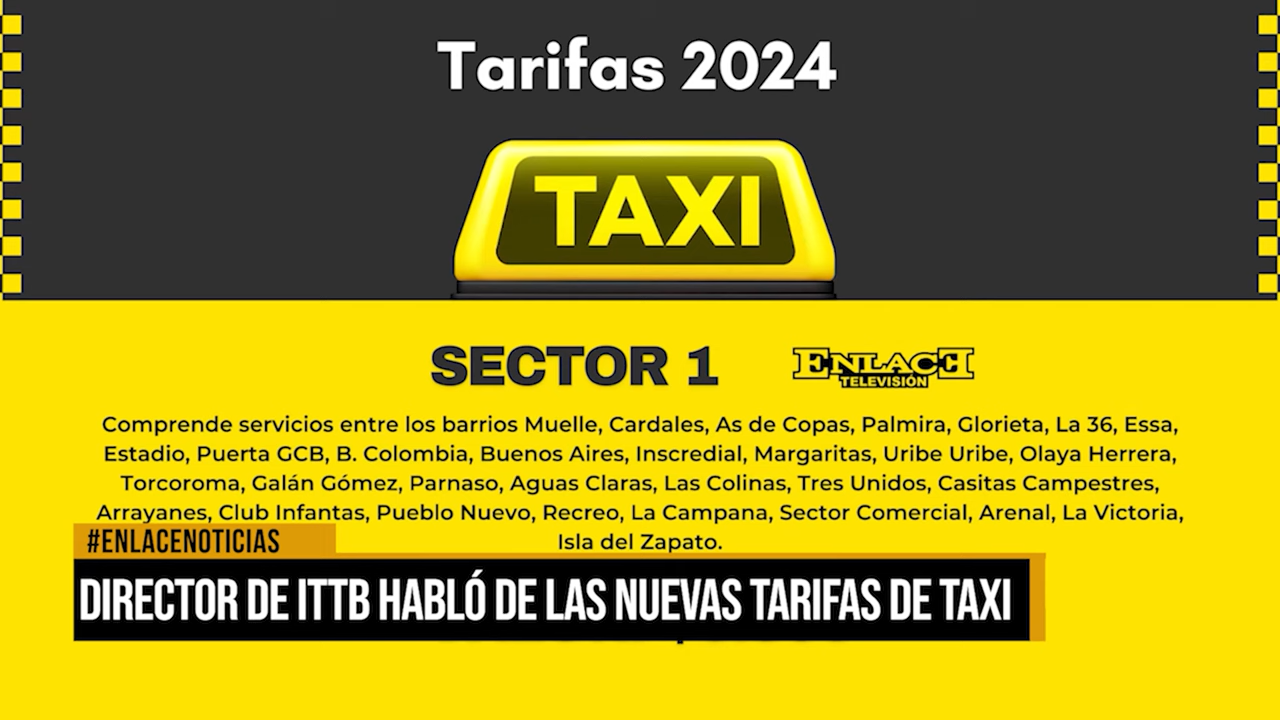 Tarifas 2024
TAXI
SECTOR 1
ENLACE
TELEVISIÓN
Comprende servicios entre los barrios Muelle, Cardales, As de Copas, Palmira, Glorieta, La 36, Essa,
Estadio, Puerta GCB, B. Colombia, Buenos Aires, Inscredial, Margaritas, Uribe Uribe, Olaya Herrera,
Torcoroma, Galán Gómez, Parnaso, Aguas Claras, Las Colinas, Tres Unidos, Casitas Campestres,
Arrayanes, Club Infantas, Pueblo Nuevo, Recreo, La Campana, Sector Comercial, Arenal, La Victoria,
Isla del Zapato.
#ENLACENOTICIAS
DIRECTOR DE ITTB HABLÓ DE LAS NUEVAS TARIFAS DE TAXI